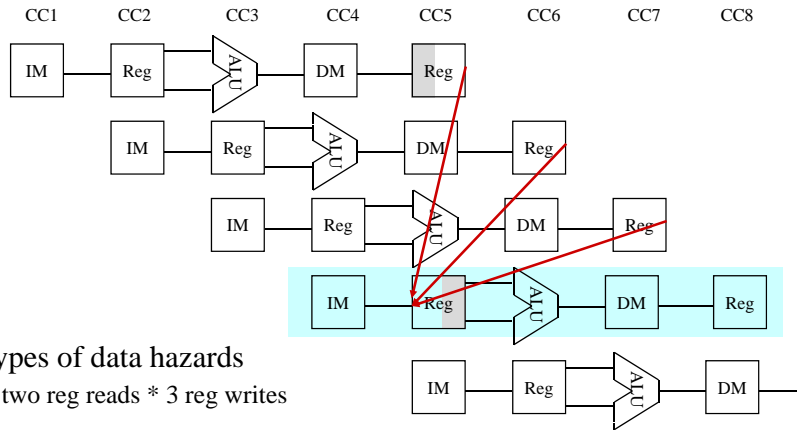 CC1 CC2 CC3 CC4 CC5 CC6 CC7 CC8
IM Reg ALU DM Reg
IM Reg ALU DM Reg
IM Reg ALU DM Reg
IM Reg ALU DM Reg
ypes of data hazards
IM Reg ALU DM
two reg reads * 3 reg writes